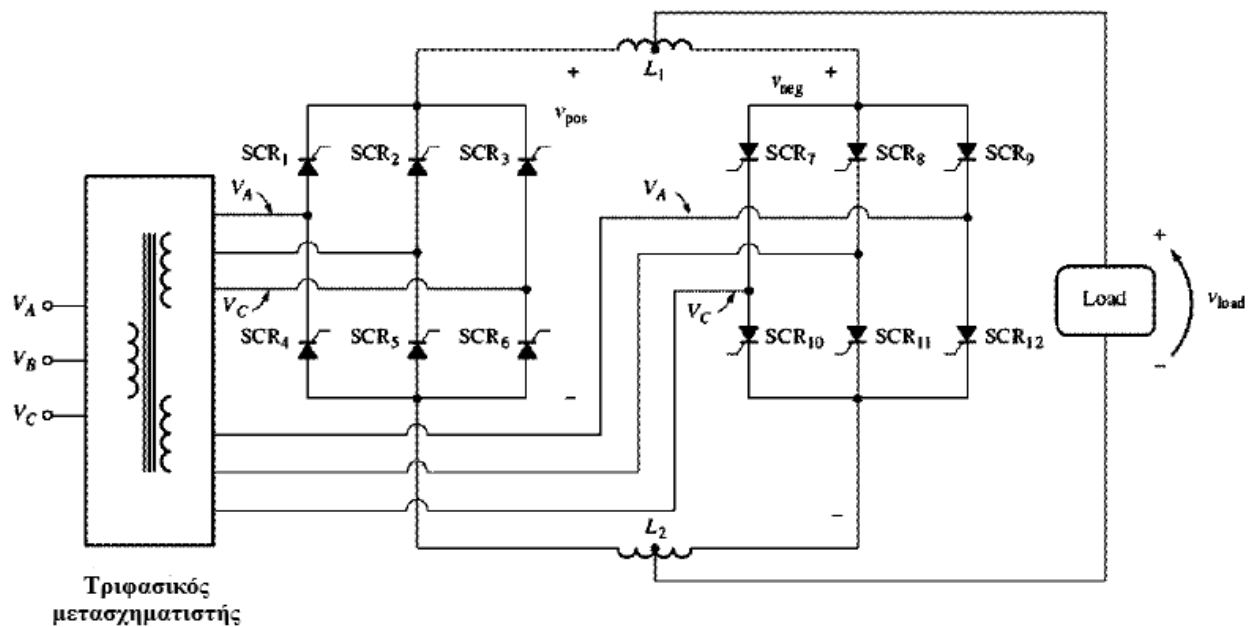 L1
+
vneg
+
vpos
SCR1
SCR2
SCR3
SCR7
SCR8
SCR9
VA
VA
+
Load
vload
VC
VC
VA
VB
VC
SCR4
SCR5
SCR6
SCR10
SCR11
SCR12
–
–
–
L2
Τριφασικός
μετασχηματιστής